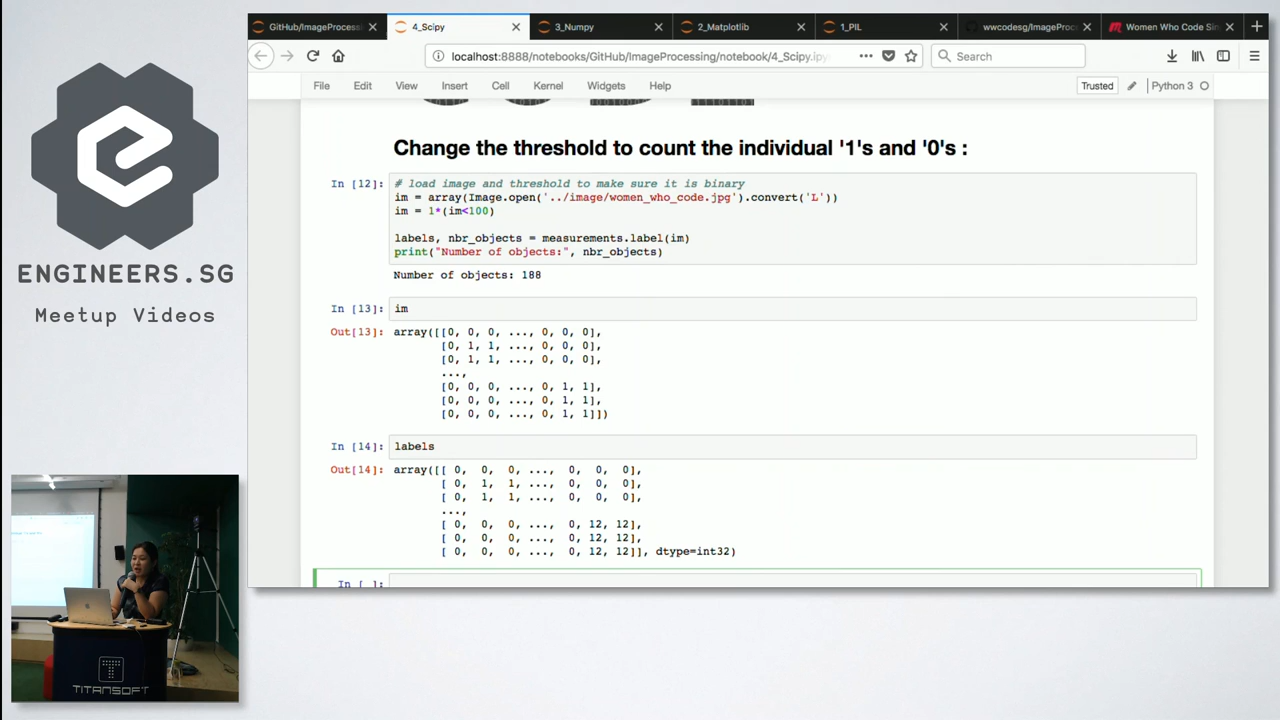 GitHub/ImageProcess
4_Scipy
3_Numpy
2_Matplotlib
1_PIL
wwcodesg/ImageProc
Women Who Code Sin
localhost:8888/notebooks/GitHub/ImageProcessing/notebook/4_Scipy.ipy
Search
File Edit View Insert Cell Kernel Widgets Help
Trusted
Python 3
Change the threshold to count the individual '1's and '0's :
In [12]:
# load image and threshold to make sure it is binary
im = array(Image.open('../image/women_who_code.jpg').convert('L'))
im = 1*(im<100)
labels, nbr_objects = measurements.label(im)
print("Number of objects:", nbr_objects)
Number of objects: 188
In [13]: im
Out[13]: array([[0, 0, 0, ..., 0, 0, 0],
[0, 1, 1, ..., 0, 0, 0],
[0, 1, 1, ..., 0, 0, 0],
...,
[0, 0, 0, ..., 0, 1, 1],
[0, 0, 0, ..., 0, 1, 1],
[0, 0, 0, ..., 0, 1, 1]])
In [14]: labels
Out[14]: array([[ 0, 0, 0, ..., 0, 0, 0],
[ 0, 1, 1, ..., 0, 0, 0],
[ 0, 1, 1, ..., 0, 0, 0],
...,
[ 0, 0, 0, ..., 0, 12, 12],
[ 0, 0, 0, ..., 0, 12, 12],
[ 0, 0, 0, ..., 0, 12, 12]], dtype=int32)
In [ ]:
ENGINEERS.SG
Meetup Videos
TITANSOFT